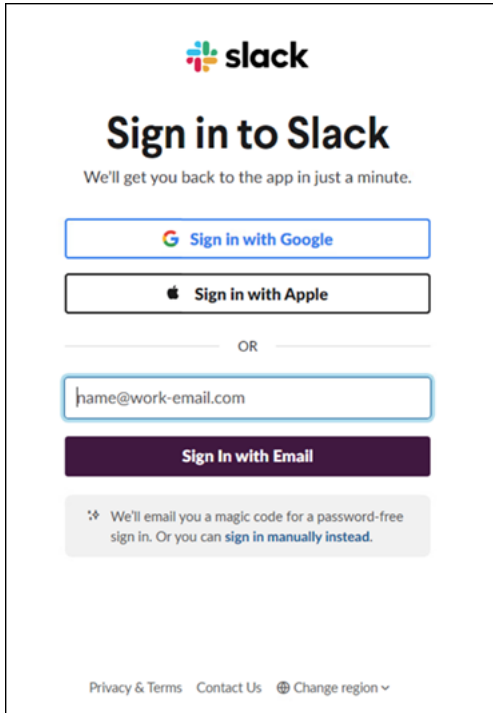 slack
Sign in to Slack
We'll get you back to the app in just a minute.
Sign in with Google
Sign in with Apple
OR
name@work-email.com
Sign In with Email
We'll email you a magic code for a password-free
sign in. Or you can sign in manually instead.
Privacy & Terms Contact Us Change region